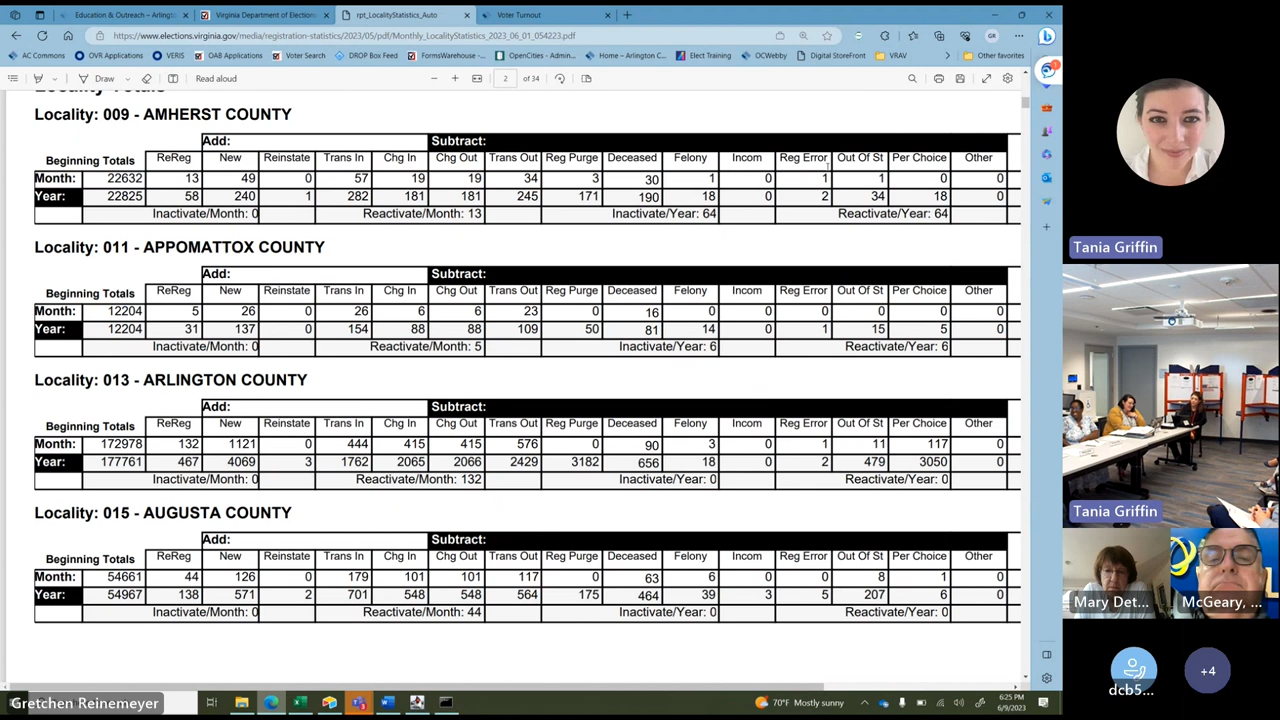 Education & Outreach – Arlingt
Virginia Department of Election
rpt_LocalityStatistics_Auto
Voter Turnout
https://www.elections.virginia.gov/media/registration-statistics/2023/05/pdf/Monthly_LocalityStatistics_2023_06_01_054223.pdf
GR
AC Commons OVR Applications VERIS OAB Applications Voter Search DROP Box Feed FormsWarehouse -... OpenCities - Admin... Home – Arlington C... Elect Training OCWebby Digital StoreFront VRAV Other favorites
Draw Read aloud 2 of 34
Locality Totals
Locality: 009 - AMHERST COUNTY
Add: Subtract:
Beginning Totals ReReg New Reinstate Trans In Chg In Chg Out Trans Out Reg Purge Deceased Felony Incom Reg Error Out Of St Per Choice Other
Month: 22632 13 49 0 57 19 19 34 3 30 1 0 1 1 0 0
Year: 22825 58 240 1 282 181 181 245 171 190 18 0 2 34 18 0
Inactivate/Month: 0 Reactivate/Month: 13 Inactivate/Year: 64 Reactivate/Year: 64
Locality: 011 - APPOMATTOX COUNTY
Add: Subtract:
Beginning Totals ReReg New Reinstate Trans In Chg In Chg Out Trans Out Reg Purge Deceased Felony Incom Reg Error Out Of St Per Choice Other
Month: 12204 5 26 0 26 6 6 23 0 16 0 0 0 0 0 0
Year: 12204 31 137 0 154 88 88 109 50 81 14 0 1 15 5 0
Inactivate/Month: 0 Reactivate/Month: 5 Inactivate/Year: 6 Reactivate/Year: 6
Locality: 013 - ARLINGTON COUNTY
Add: Subtract:
Beginning Totals ReReg New Reinstate Trans In Chg In Chg Out Trans Out Reg Purge Deceased Felony Incom Reg Error Out Of St Per Choice Other
Month: 172978 132 1121 0 444 415 415 576 0 90 3 0 1 11 117 0
Year: 177761 467 4069 3 1762 2065 2066 2429 3182 656 18 0 2 479 3050 0
Inactivate/Month: 0 Reactivate/Month: 132 Inactivate/Year: 0 Reactivate/Year: 0
Locality: 015 - AUGUSTA COUNTY
Add: Subtract:
Beginning Totals ReReg New Reinstate Trans In Chg In Chg Out Trans Out Reg Purge Deceased Felony Incom Reg Error Out Of St Per Choice Other
Month: 54661 44 126 0 179 101 101 117 0 63 6 0 0 8 1 0
Year: 54967 138 571 2 701 548 548 564 175 464 39 3 5 207 6 0
Inactivate/Month: 0 Reactivate/Month: 44 Inactivate/Year: 0 Reactivate/Year: 0
Gretchen Reinemeyer
70°F Mostly sunny
6:25 PM
6/9/2023
Tania Griffin
Tania Griffin
Mary Det...
McGeary, ...
dcb5...
+4